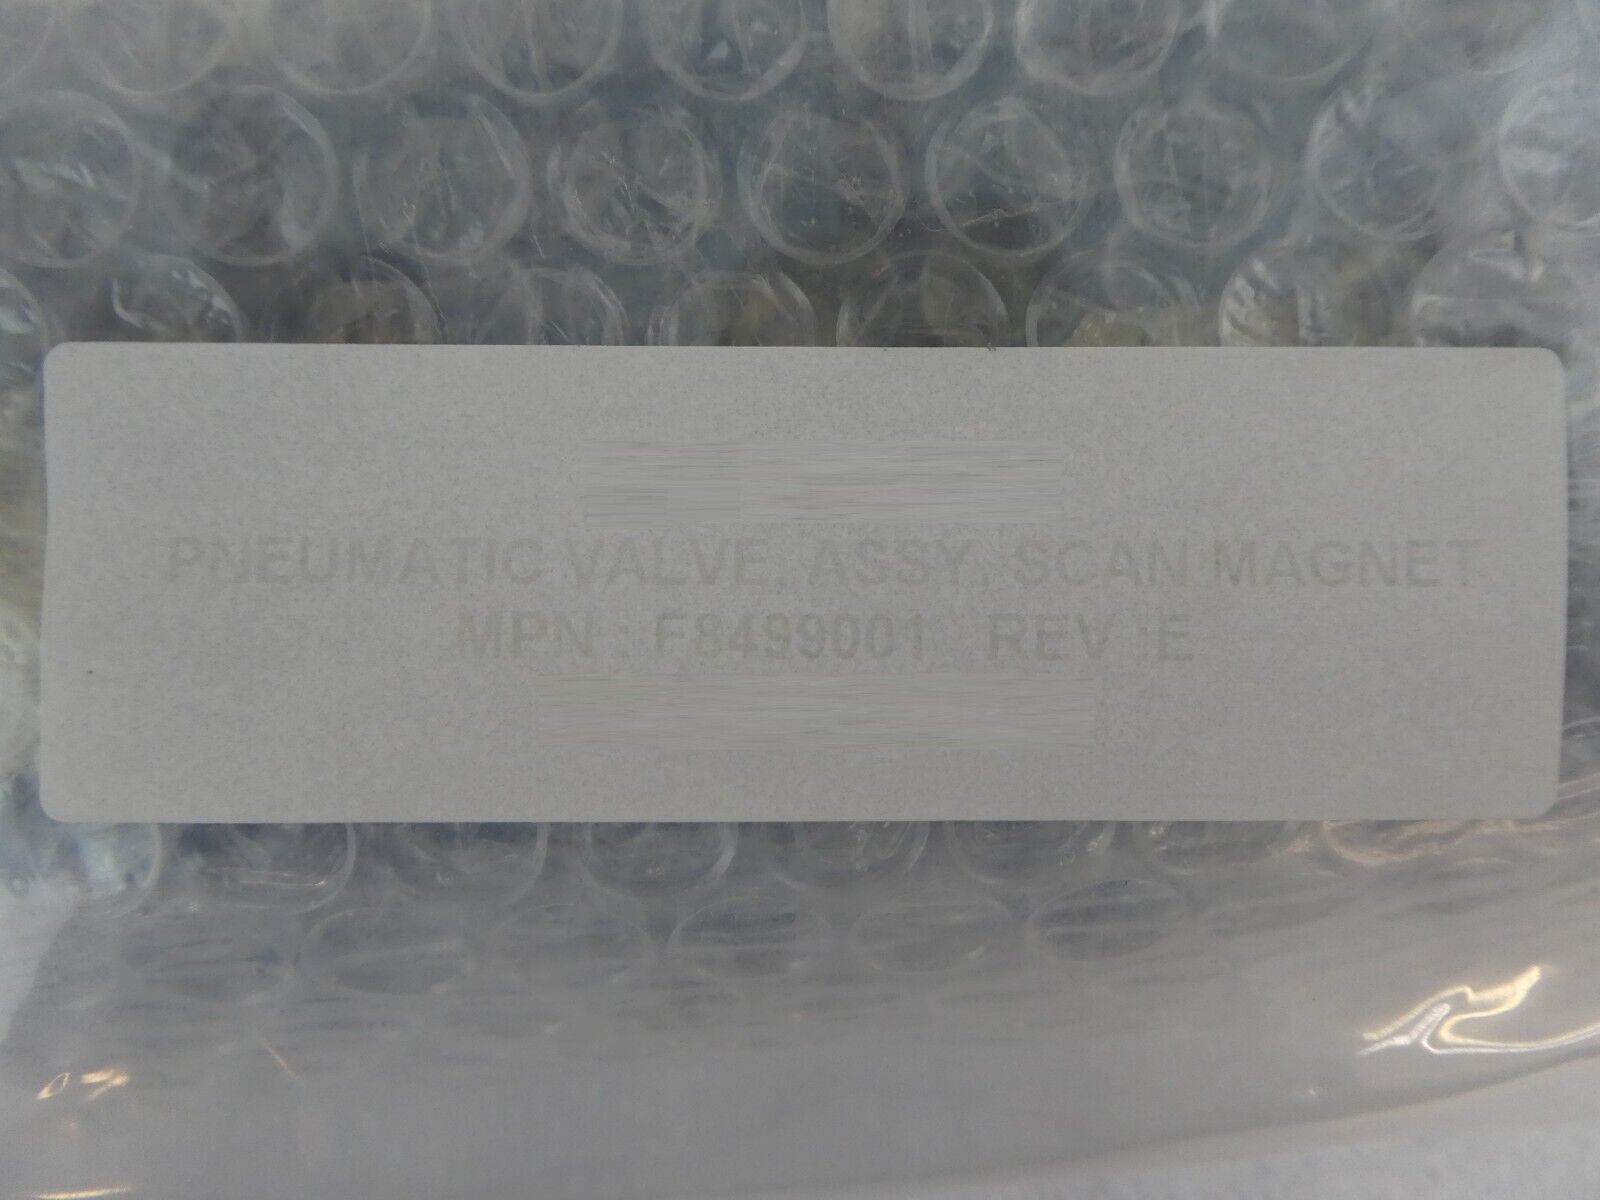 PNEUMATIC VALVE, ASSY, SCAN MAGNET
MPN : F8499001 REV :E